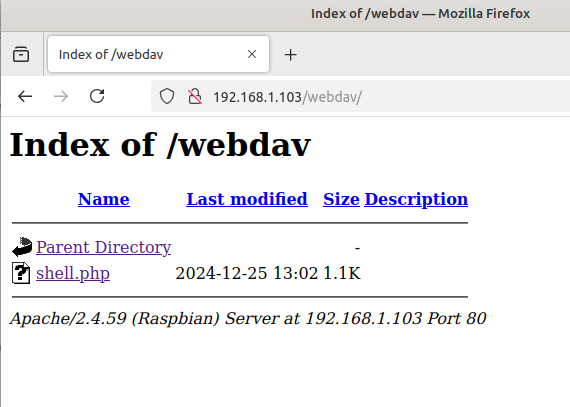 Index of /webdav — Mozilla Firefox
Index of /webdav
192.168.1.103/webdav/
Index of /webdav
Name Last modified Size Description
Parent Directory -
shell.php 2024-12-25 13:02 1.1K
Apache/2.4.59 (Raspbian) Server at 192.168.1.103 Port 80